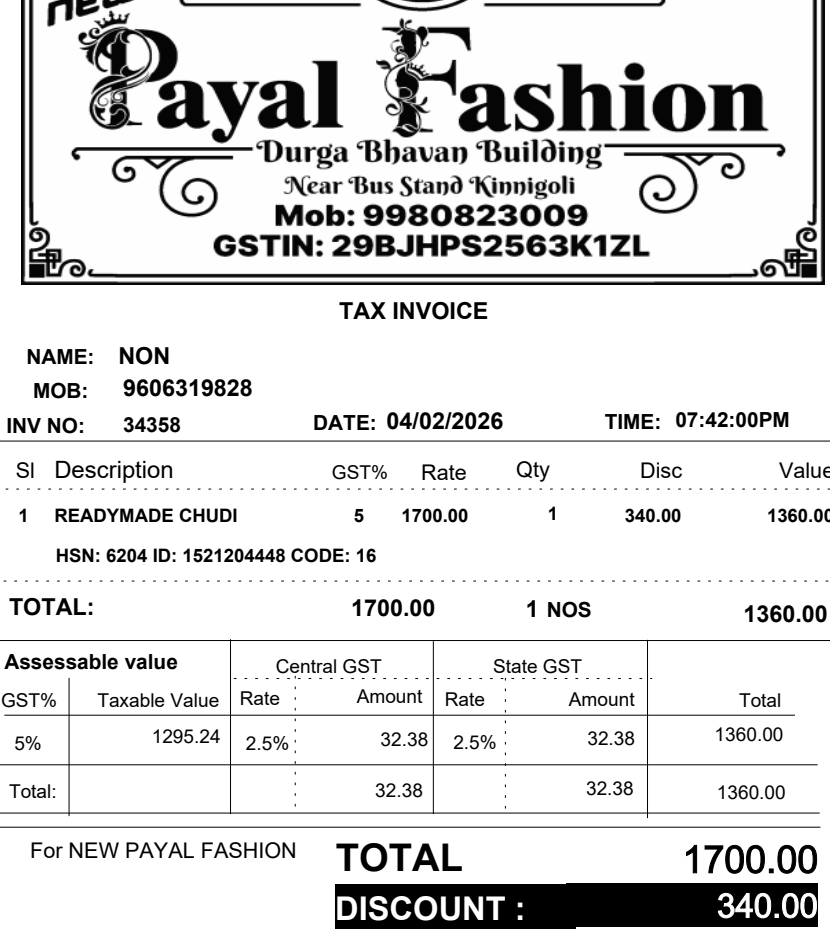 new
Payal Fashion
Durga Bhavan Building
Near Bus Stand Kinnigoli
Mob: 9980823009
GSTIN: 29BJHPS2563K1ZL
TAX INVOICE
NAME: NON
MOB: 9606319828
INV NO: 34358 DATE: 04/02/2026 TIME: 07:42:00PM
Sl Description GST% Rate Qty Disc Value
1 READYMADE CHUDI 5 1700.00 1 340.00 1360.00
HSN: 6204 ID: 1521204448 CODE: 16
TOTAL: 1700.00 1 NOS 1360.00
Assessable value Central GST State GST
GST% Taxable Value Rate Amount Rate Amount Total
5% 1295.24 2.5% 32.38 2.5% 32.38 1360.00
Total: 32.38 32.38 1360.00
For NEW PAYAL FASHION TOTAL 1700.00
DISCOUNT : 340.00